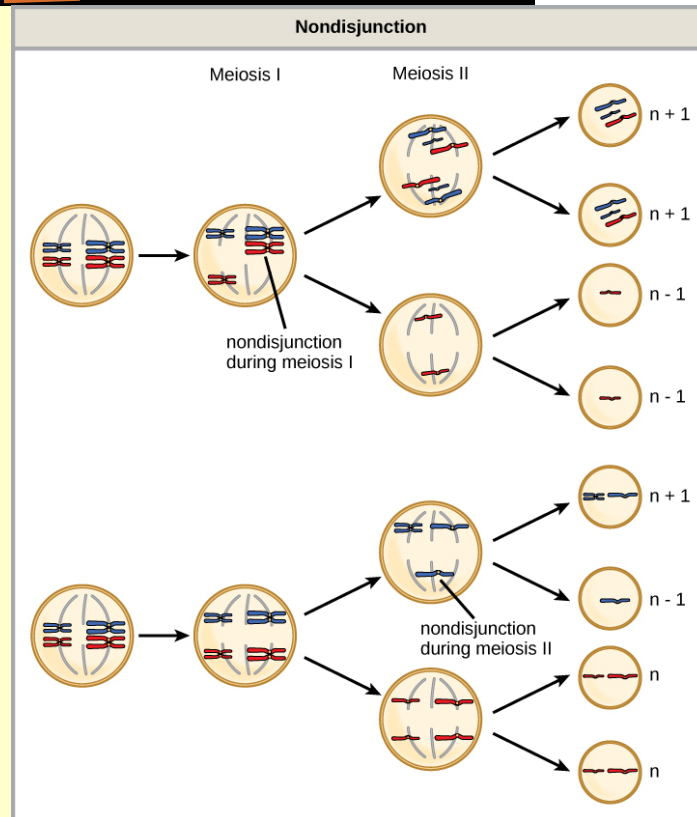 Nondisjunction
Meiosis I
Meiosis II
n + 1
n + 1
nondisjunction
during meiosis I
n - 1
n - 1
n + 1
nondisjunction
during meiosis II
n - 1
n
n